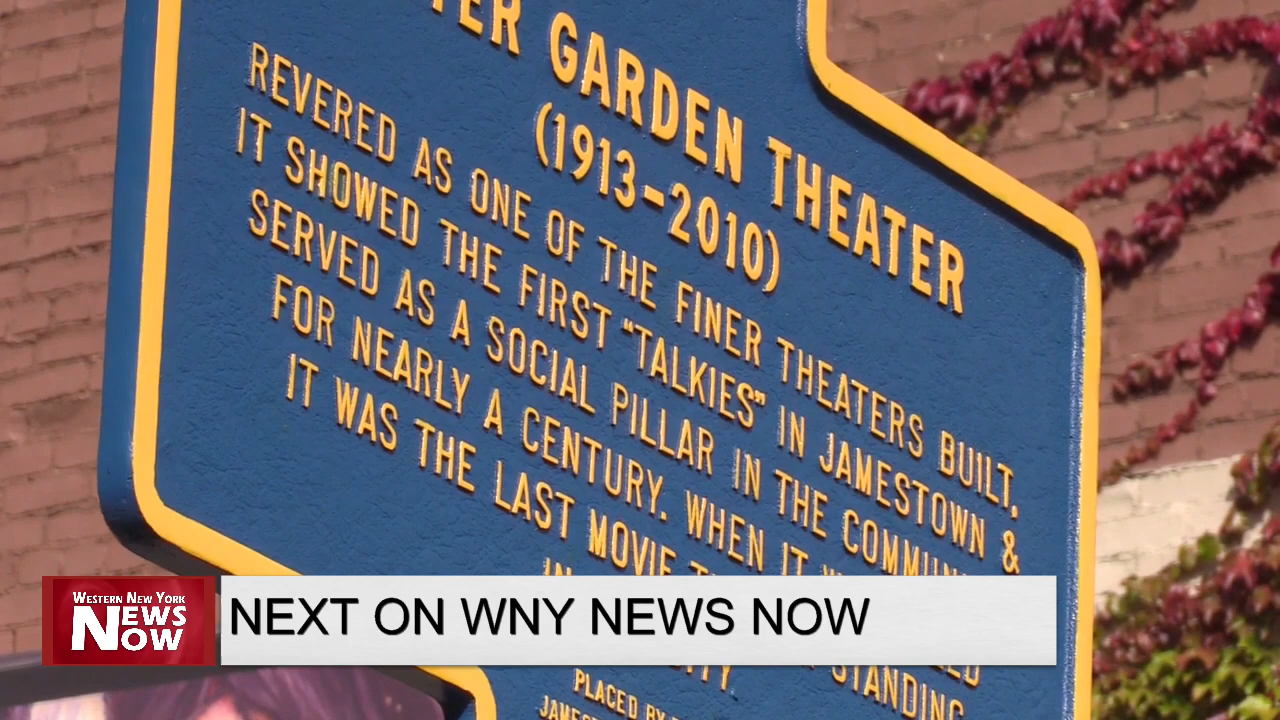 GARDEN THEATER
(1913-2010)
REVERED AS ONE OF THE FINER THEATERS BUILT,
IT SHOWED THE FIRST "TALKIES" IN JAMESTOWN &
SERVED AS A SOCIAL PILLAR IN THE
FOR NEARLY A CENTURY. WHEN IT
IT WAS THE LAST MOVIE
STANDING
PLACED BY
WESTERN NEW YORK
NEWS
NOW
NEXT ON WNY NEWS NOW